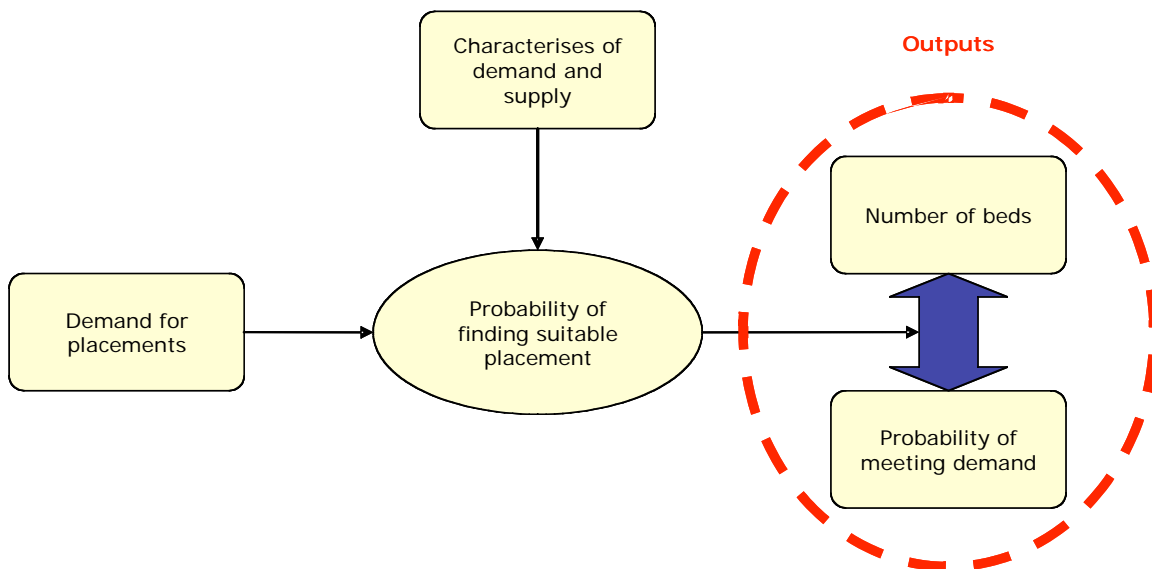 Characterises of
demand and
supply
Outputs
Number of beds
Demand for
placements
Probability of
finding suitable
placement
Probability of
meeting demand